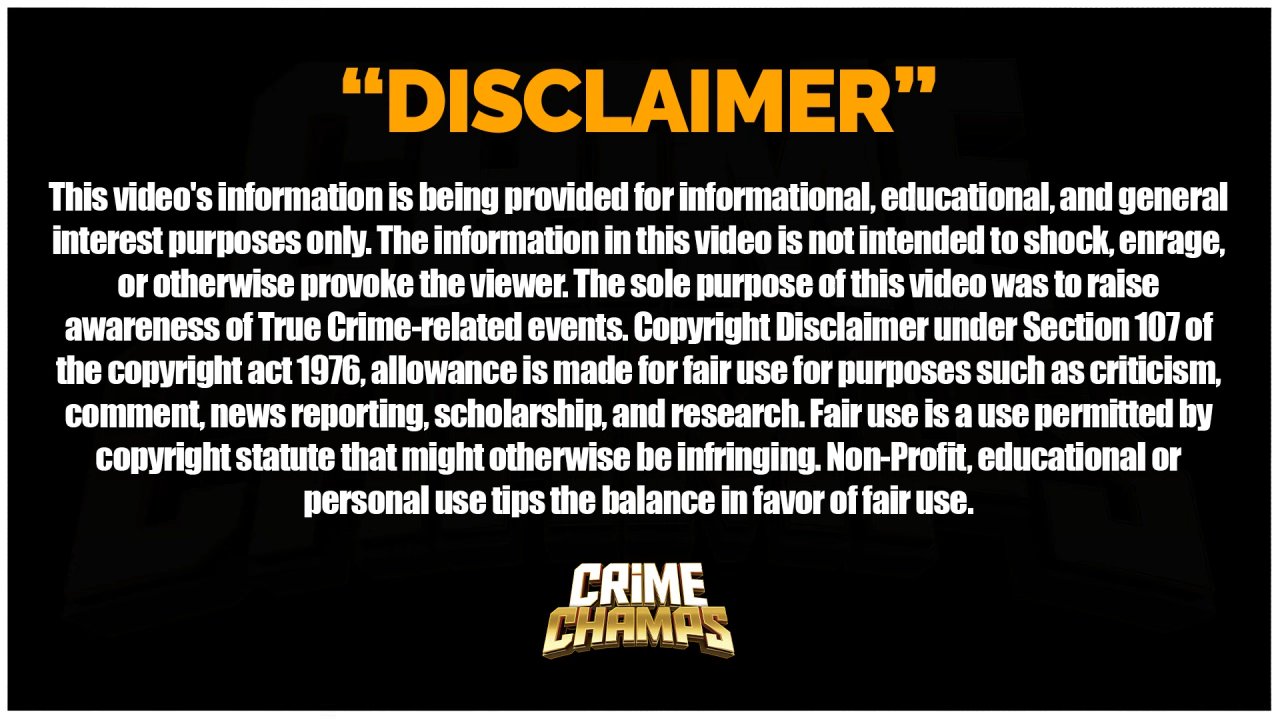 “DISCLAIMER”
This video's information is being provided for informational, educational, and general
interest purposes only. The information in this video is not intended to shock, enrage,
or otherwise provoke the viewer. The sole purpose of this video was to raise
awareness of True Crime-related events. Copyright Disclaimer under Section 107 of
the copyright act 1976, allowance is made for fair use for purposes such as criticism,
comment, news reporting, scholarship, and research. Fair use is a use permitted by
copyright statute that might otherwise be infringing. Non-Profit, educational or
personal use tips the balance in favor of fair use.
CRiME
CHAMPS